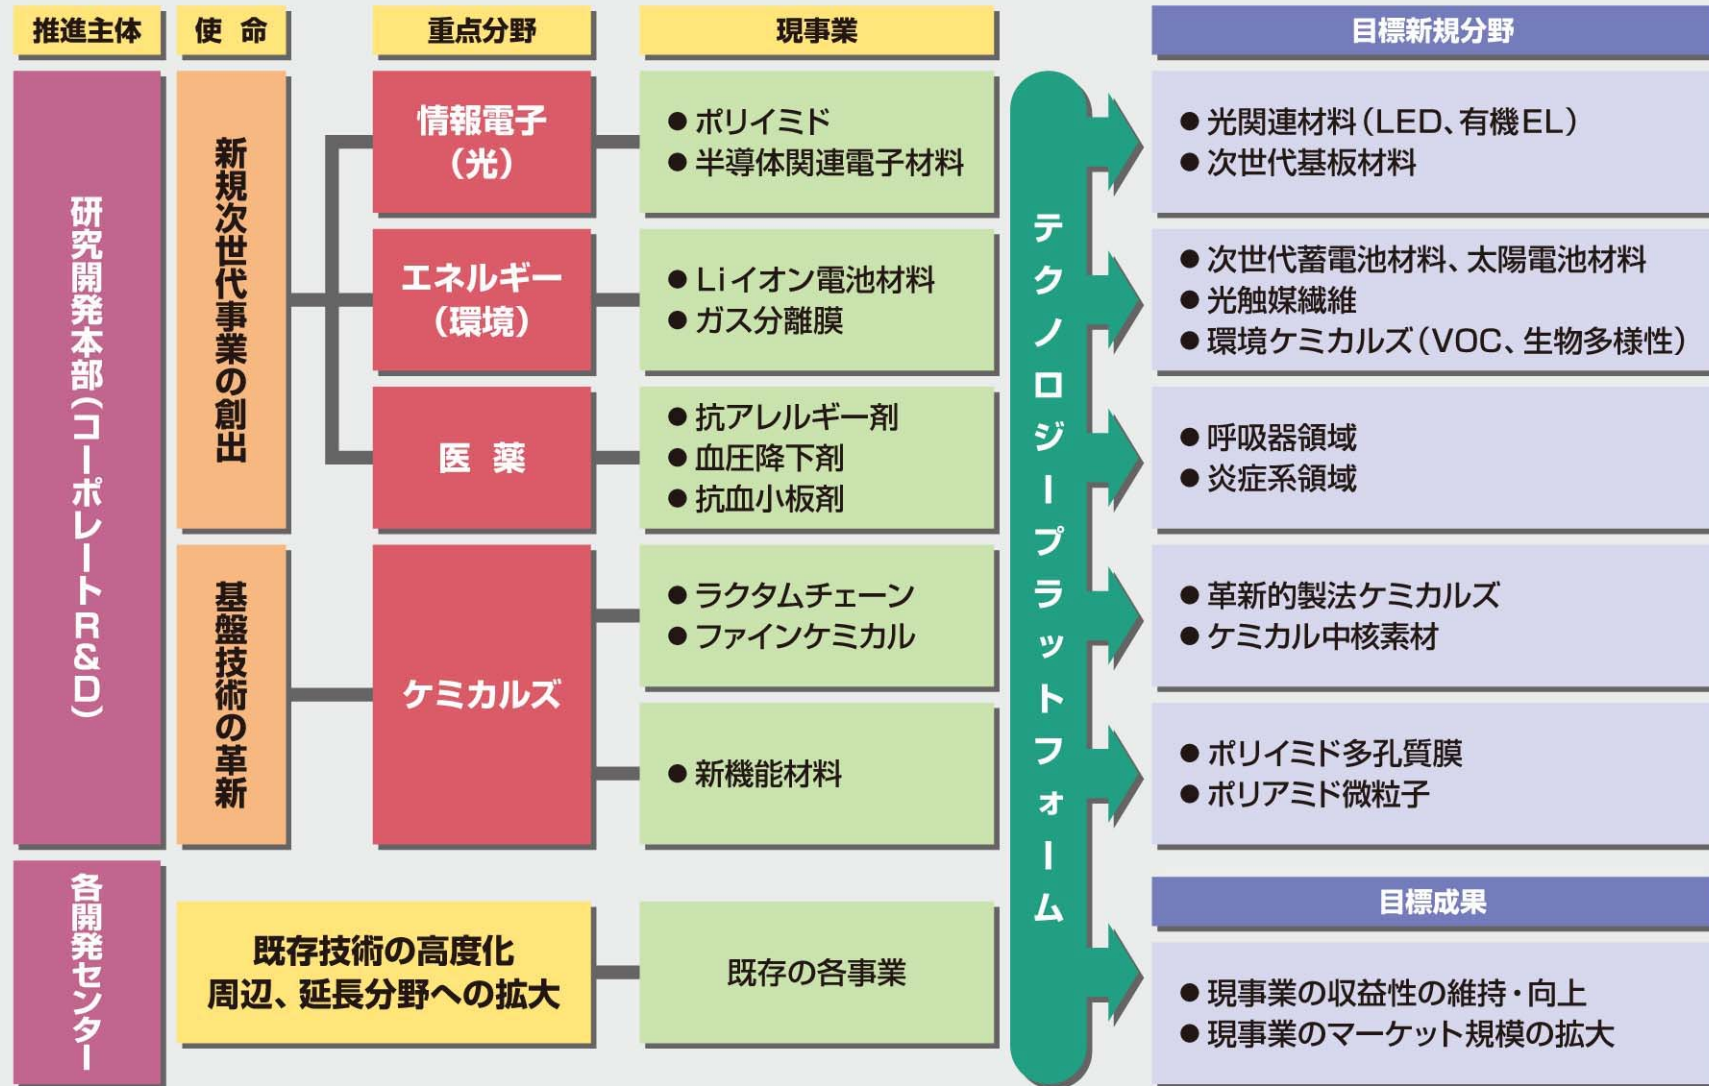 推進主体
使命
重点分野
現事業
目標新規分野
研究開発本部(コーポレートR&D)
新規次世代事業の創出
情報電子
(光)
● ポリイミド
● 半導体関連電子材料
● 光関連材料(LED、有機EL)
● 次世代基板材料
エネルギー
(環境)
● Liイオン電池材料
● ガス分離膜
● 次世代蓄電池材料、太陽電池材料
● 光触媒繊維
● 環境ケミカルズ(VOC、生物多様性)
医薬
● 抗アレルギー剤
● 血圧降下剤
● 抗血小板剤
● 呼吸器領域
● 炎症系領域
基盤技術の革新
ケミカルズ
● ラクタムチェーン
● ファインケミカル
● 革新的製法ケミカルズ
● ケミカル中核素材
● 新機能材料
● ポリイミド多孔質膜
● ポリアミド微粒子
テクノロジープラットフォーム
各開発センター
既存技術の高度化
周辺、延長分野への拡大
既存の各事業
目標成果
● 現事業の収益性の維持・向上
● 現事業のマーケット規模の拡大